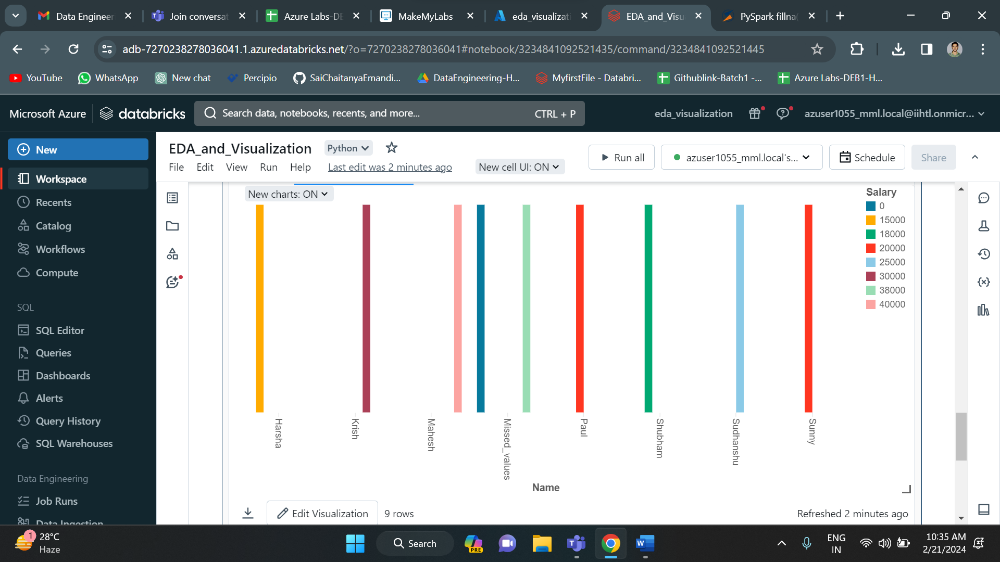 Data Engineer
Join conversat
Azure Labs-DE
MakeMyLabs
eda_visualizati
EDA_and_Visu
PySpark fillna(
adb-7270238278036041.1.azuredatabricks.net/?o=7270238278036041#notebook/3234841092521435/command/3234841092521445
YouTube
WhatsApp
New chat
Percipio
SaiChaitanyaEmandi...
DataEngineering-H...
MyfirstFile - Databri...
Githublink-Batch1 -...
Azure Labs-DEB1-H...
Microsoft Azure
databricks
Search data, notebooks, recents, and more...
CTRL + P
eda_visualization
azuser1055_mml.local@iihtl.onmicr...
New
Workspace
Recents
Catalog
Workflows
Compute
SQL
SQL Editor
Queries
Dashboards
Alerts
Query History
SQL Warehouses
Data Engineering
Job Runs
Data Ingestion
EDA_and_Visualization
Python
File Edit View Run Help
Last edit was 2 minutes ago
New cell UI: ON
Run all
azuser1055_mml.local's...
Schedule
Share
New charts: ON
Salary
0
15000
18000
20000
25000
30000
38000
40000
Harsha
Krish
Mahesh
Missed_values
Paul
Shubham
Sudhanshu
Sunny
Name
Edit Visualization
9 rows
Refreshed 2 minutes ago
1
28°C
Haze
Search
PRE
ENG
IN
10:35 AM
2/21/2024